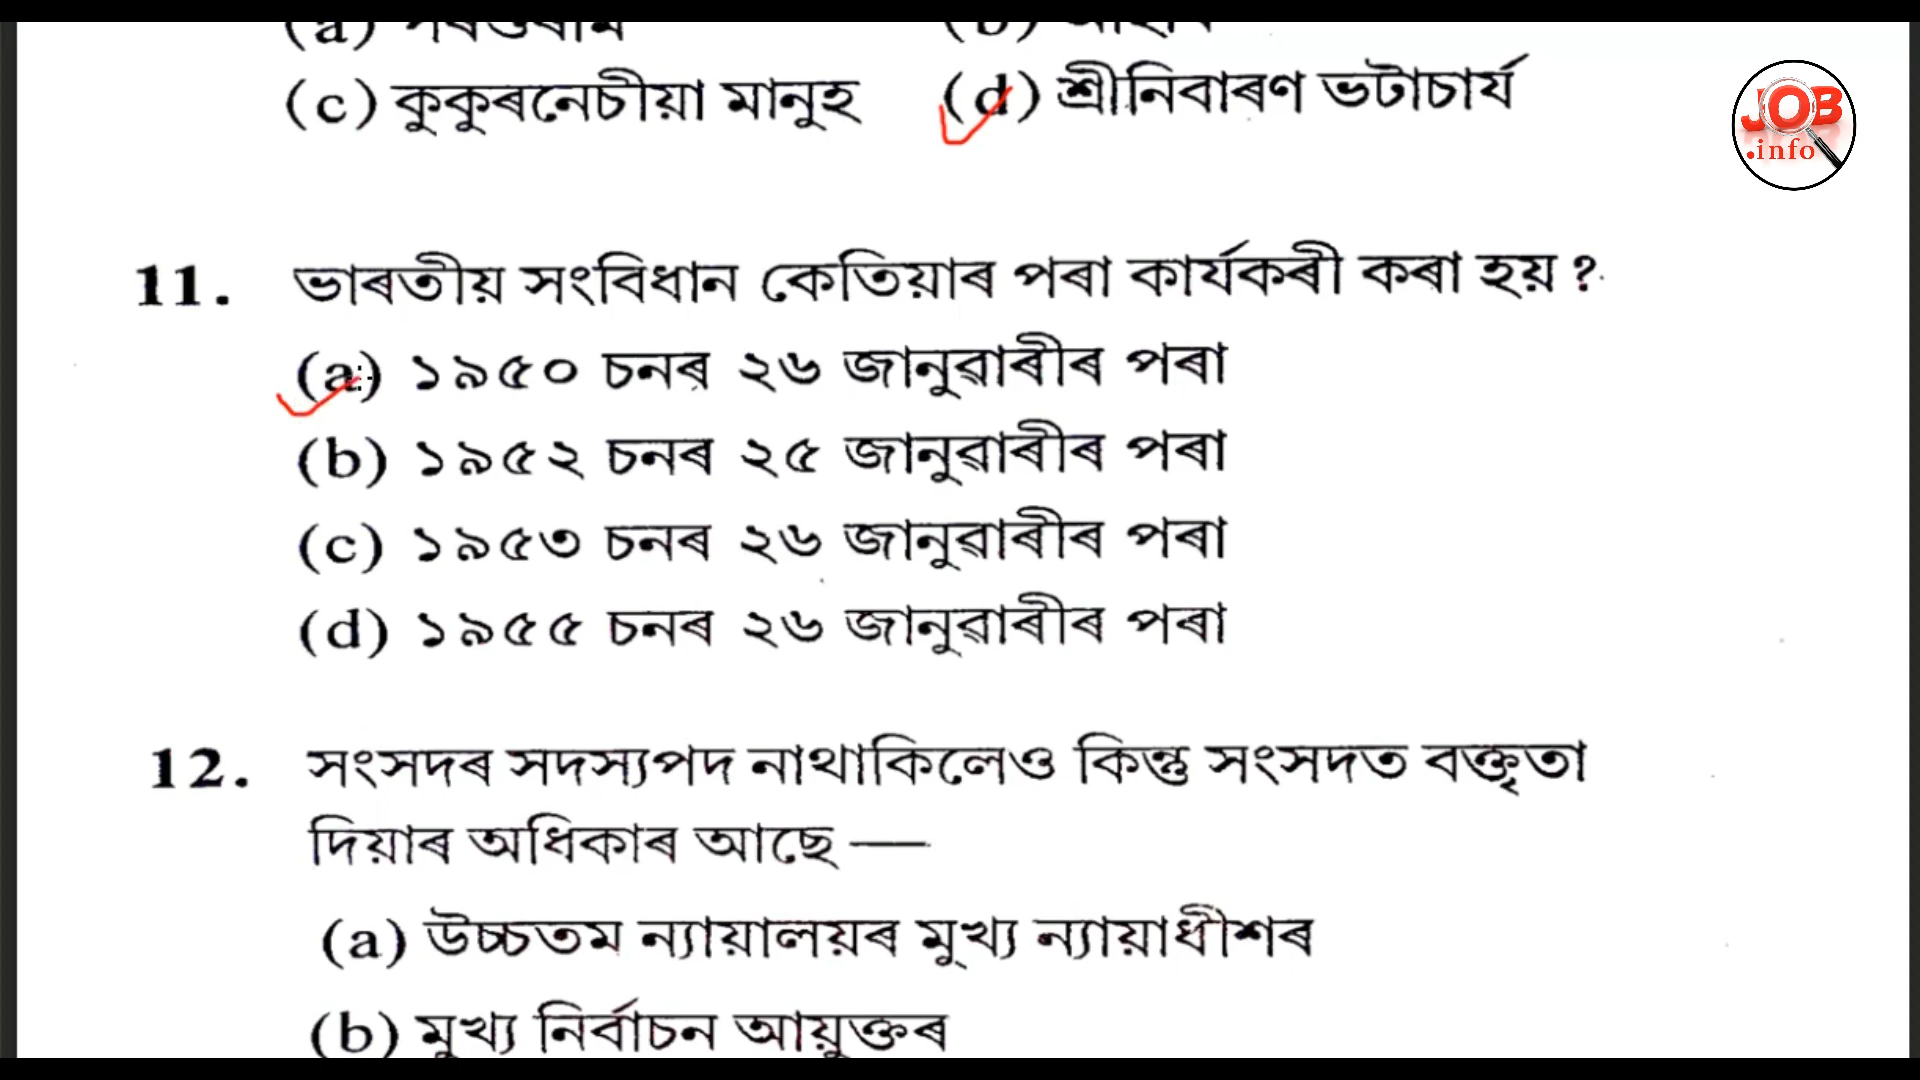 (c) কুকুৰনেচীয়া মানুহ (d) শ্ৰীনিবাৰণ ভটাচাৰ্য
JOB
.info
11. ভাৰতীয় সংবিধান কেতিয়াৰ পৰা কাৰ্যকৰী কৰা হয় ?
(a) ১৯৫০ চনৰ ২৬ জানুৱাৰীৰ পৰা
(b) ১৯৫২ চনৰ ২৫ জানুৱাৰীৰ পৰা
(c) ১৯৫৩ চনৰ ২৬ জানুৱাৰীৰ পৰা
(d) ১৯৫৫ চনৰ ২৬ জানুৱাৰীৰ পৰা
12. সংসদৰ সদস্যপদ নাথাকিলেও কিন্তু সংসদত বক্তৃতা
দিয়াৰ অধিকাৰ আছে —
(a) উচ্চতম ন্যায়ালয়ৰ মুখ্য ন্যায়াধীশৰ
(b) মুখ্য নিৰ্বাচন আয়ুক্তৰ